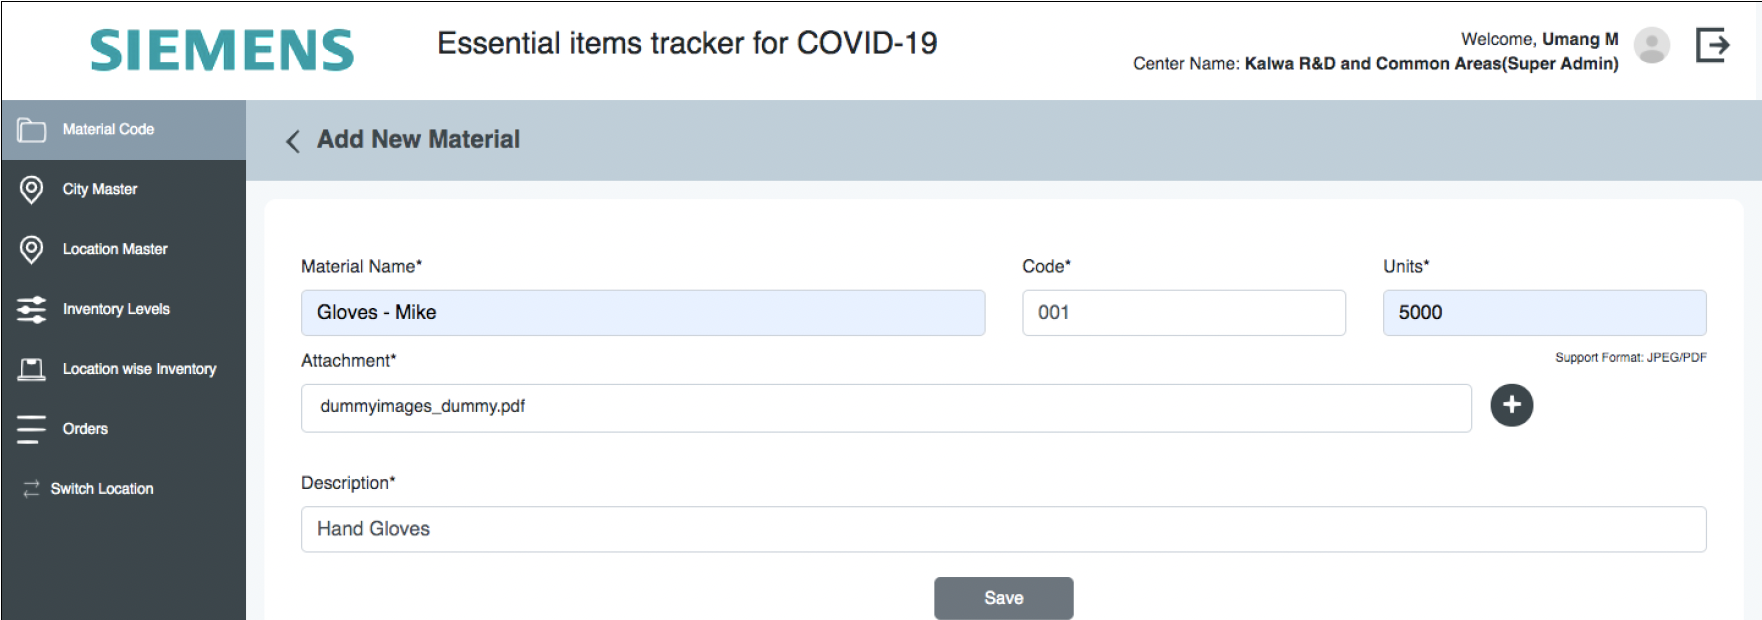 SIEMENS
Essential items tracker for COVID-19
Welcome, Umang M
Center Name: Kalwa R&D and Common Areas(Super Admin)
Material Code
City Master
Location Master
Inventory Levels
Location wise Inventory
Orders
Switch Location
Add New Material
Material Name* Code* Units*
Gloves - Mike 001 5000
Attachment* Support Format: JPEG/PDF
dummyimages_dummy.pdf
Description*
Hand Gloves
Save